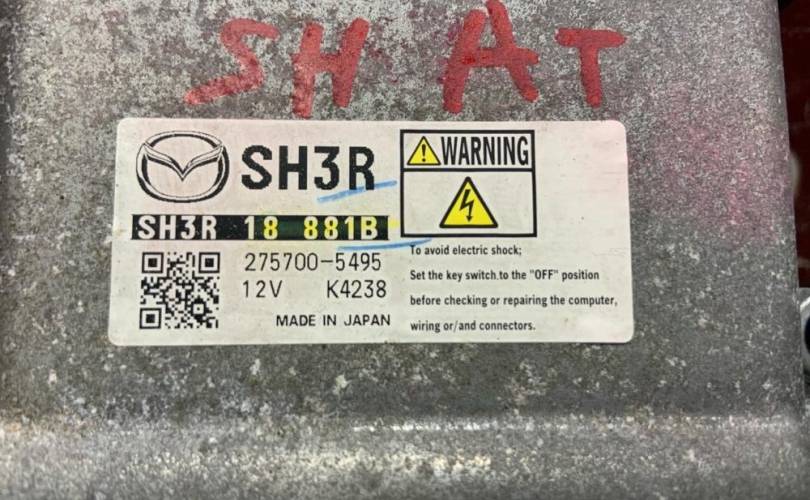 SH AT
SH3R
WARNING
SH3R 18 881B
275700-5495
12V K4238
MADE IN JAPAN
To avoid electric shock;
Set the key switch.to the "OFF" position
before checking or repairing the computer,
wiring or/and connectors.